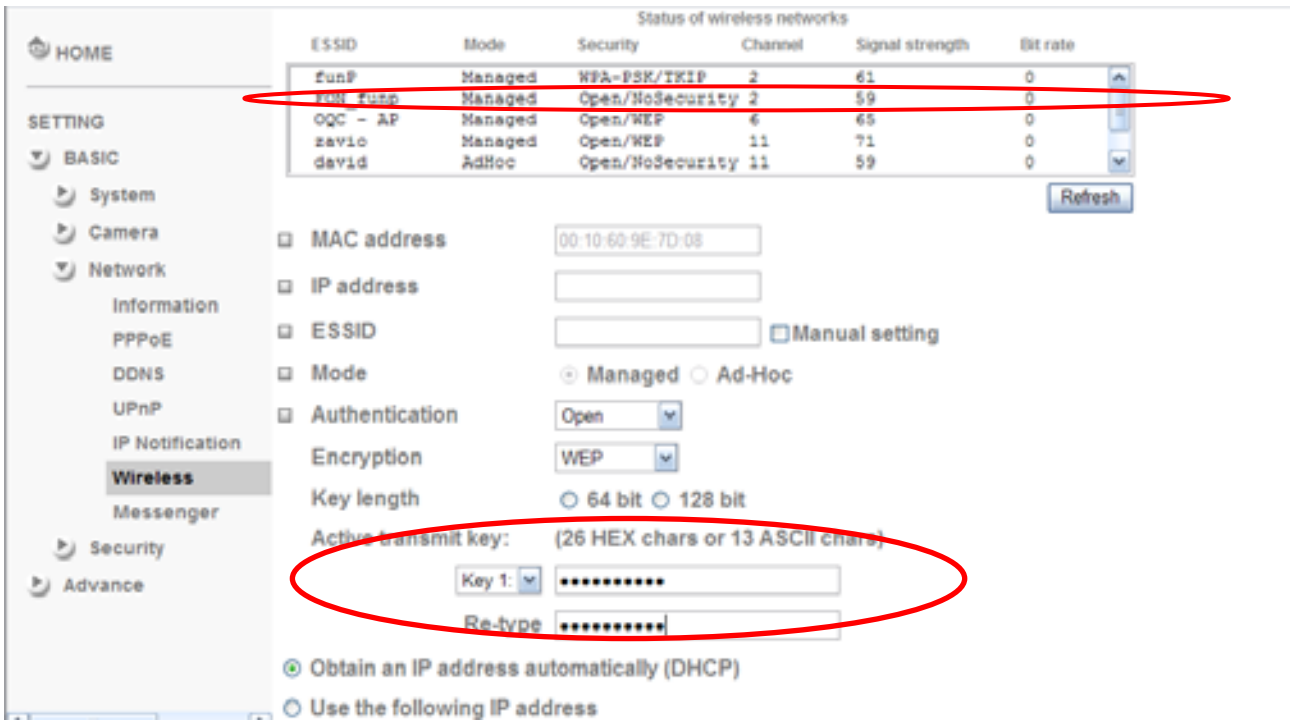 HOME
SETTING
BASIC
System
Camera
Network
Information
PPPoE
DDNS
UPnP
IP Notification
Wireless
Messenger
Security
Advance
Status of wireless networks
ESSID Mode Security Channel Signal strength Bit rate
funP Managed WPA-PSK/TKIP 2 61 0
FON_funp Managed Open/NoSecurity 2 59 0
OQC - AP Managed Open/WEP 6 65 0
zavio Managed Open/WEP 11 71 0
david AdHoc Open/NoSecurity 11 59 0
Refresh
MAC address 00:10:60:9E:7D:08
IP address
ESSID Manual setting
Mode Managed Ad-Hoc
Authentication Open
Encryption WEP
Key length 64 bit 128 bit
Active transmit key: (26 HEX chars or 13 ASCII chars)
Key 1: ••••••••••
Re-type ••••••••••
Obtain an IP address automatically (DHCP)
Use the following IP address